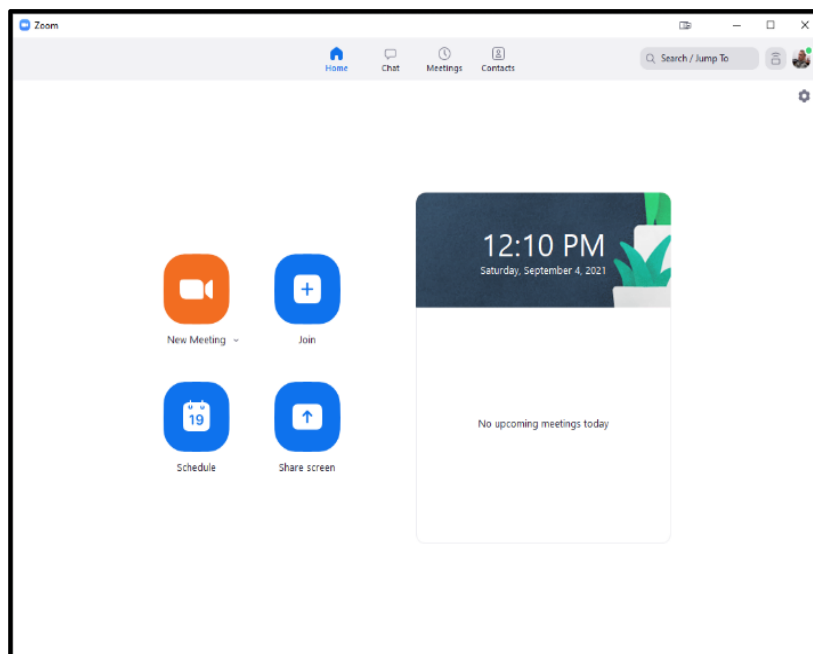 Zoom
Home Chat Meetings Contacts
Search / Jump To
12:10 PM
Saturday, September 4, 2021
New Meeting
Join
19
Schedule
Share screen
No upcoming meetings today